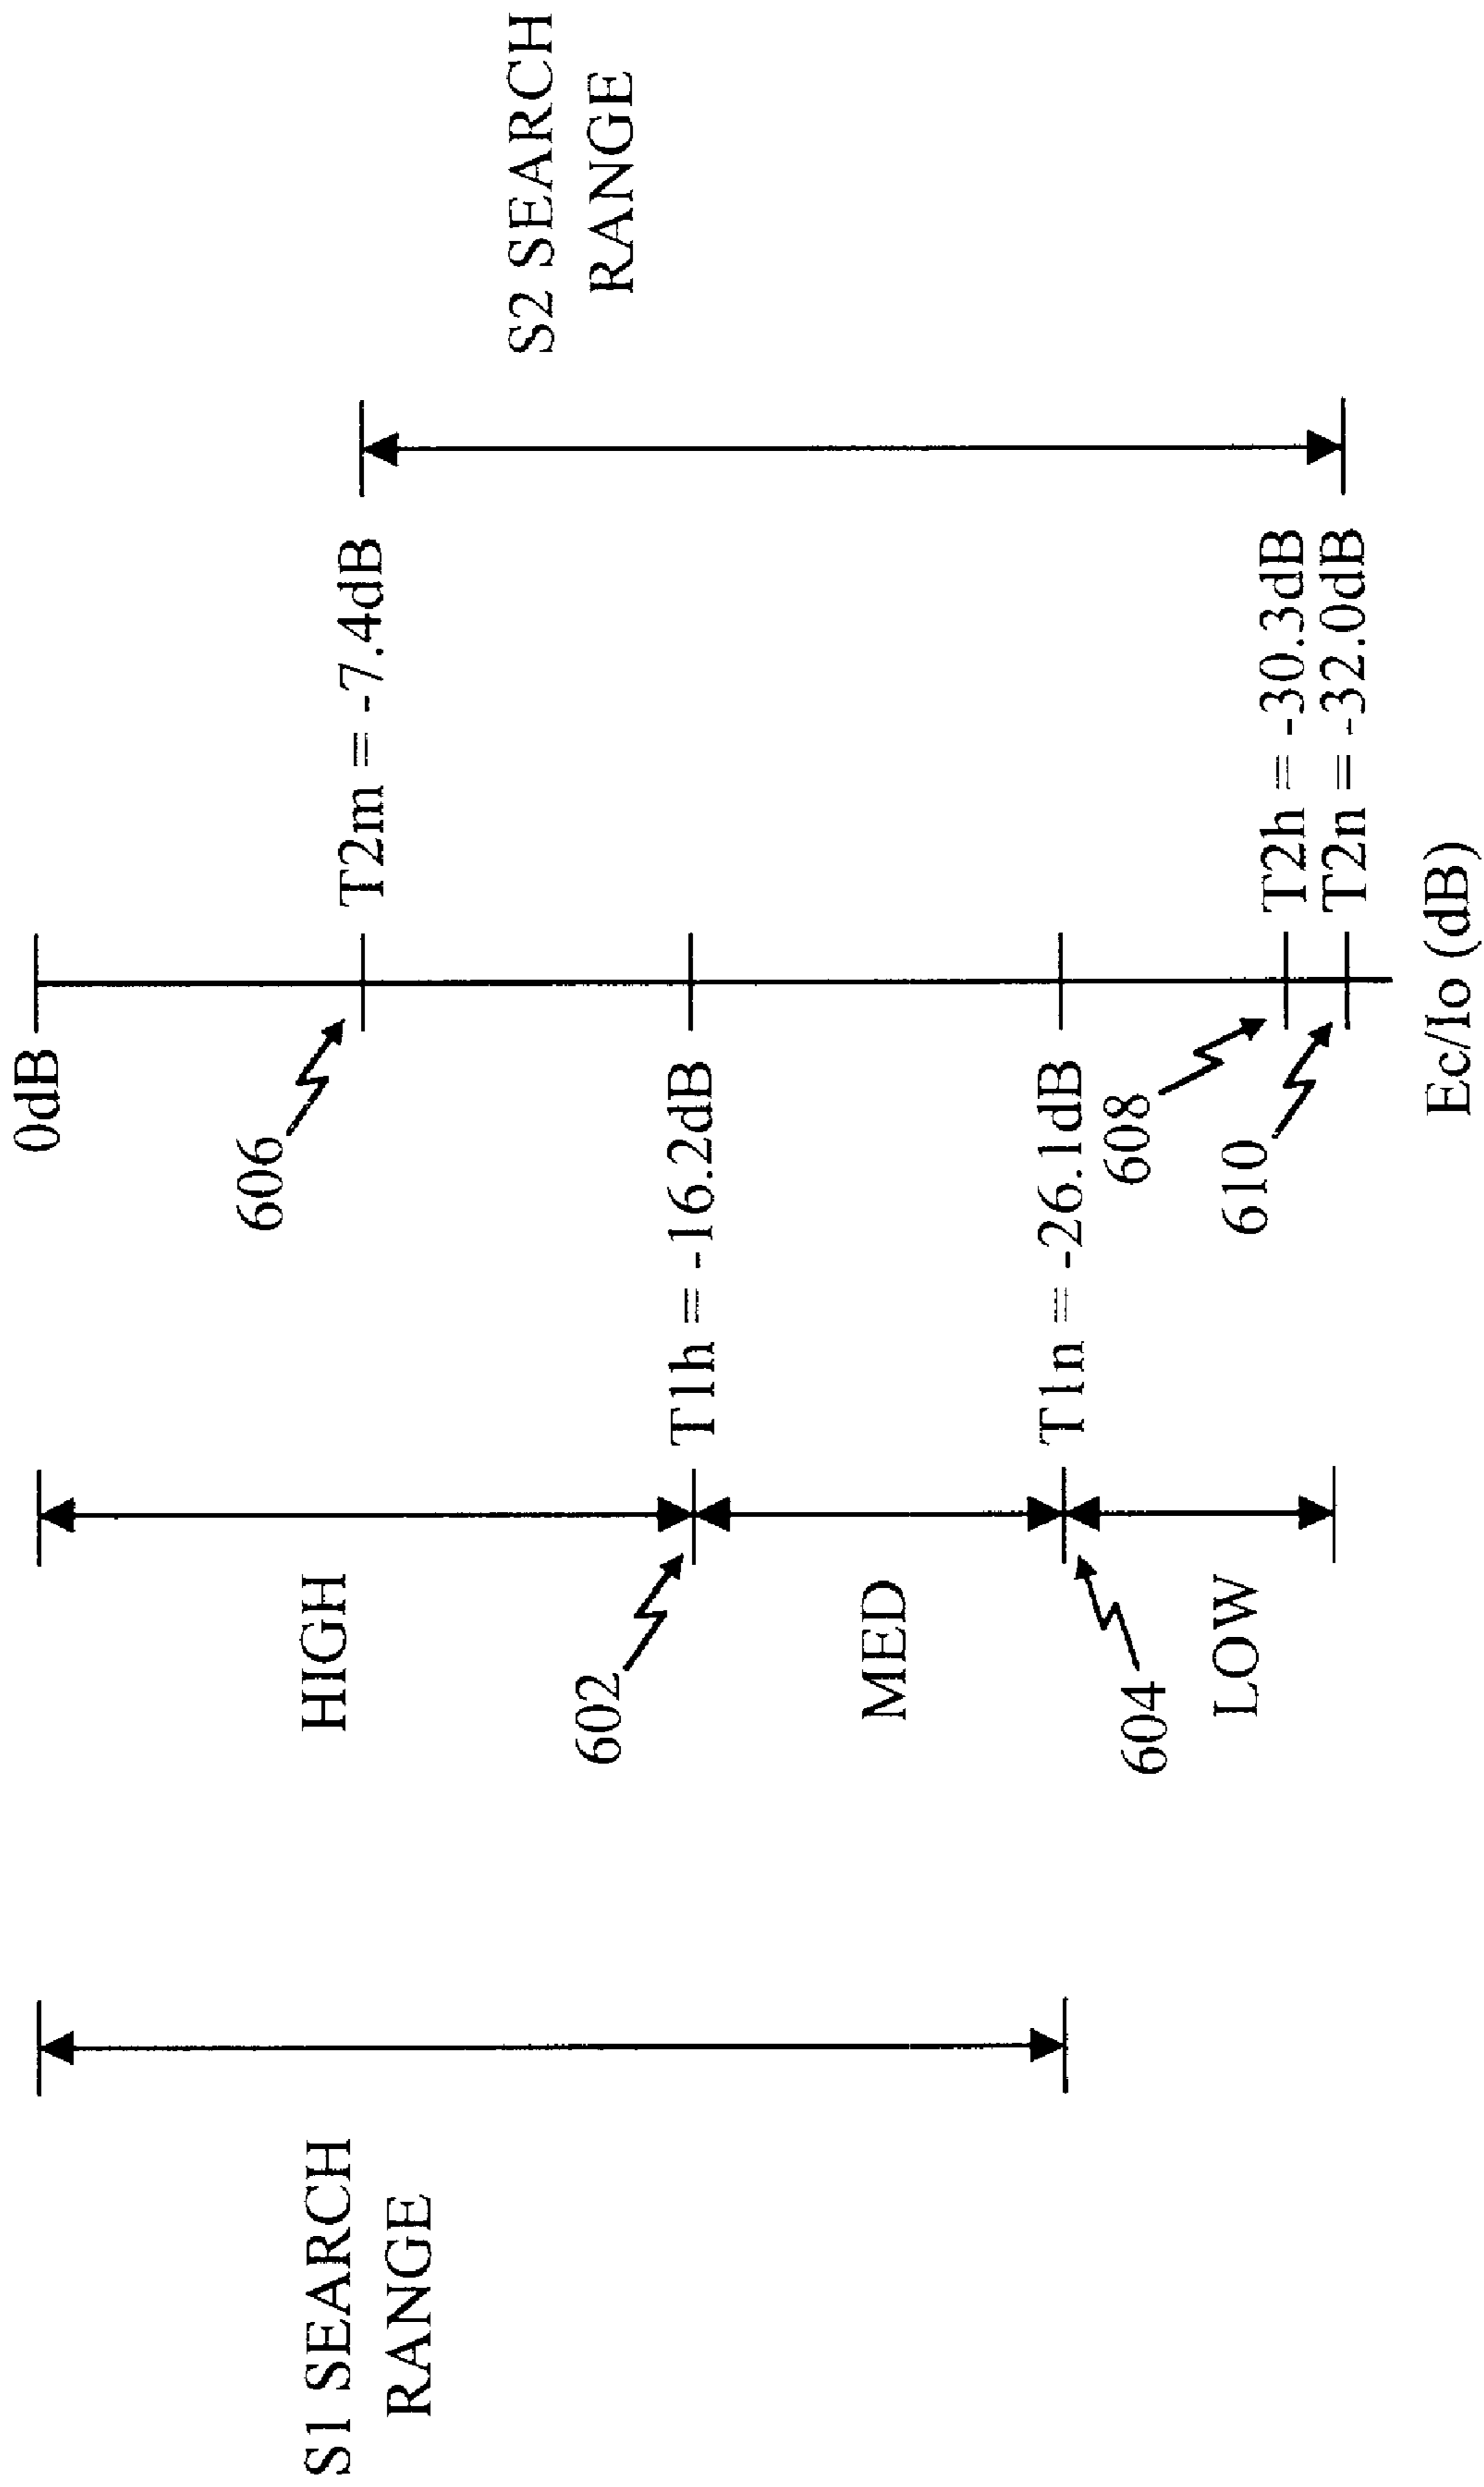 S1 SEARCH
RANGE
HIGH
602
MED
604
LOW
0dB
606
T1h = -16.2dB
T1n = -26.1dB
608
610
Ec/Io (dB)
T2m = -7.4dB
T2h = -30.3dB
T2n = -32.0dB
S2 SEARCH
RANGE